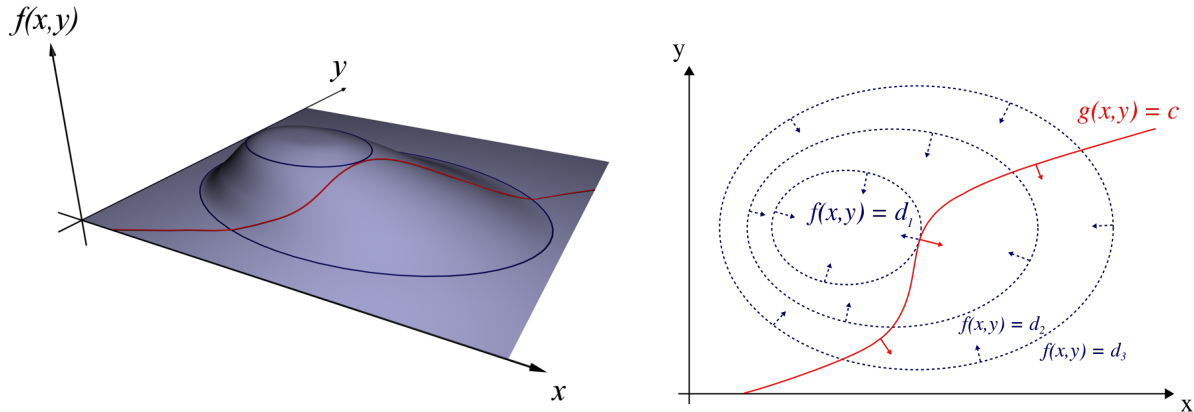 f(x,y)
y
x
y
g(x,y) = c
f(x,y) = d₁
f(x,y) = d₂
f(x,y) = d₃
x